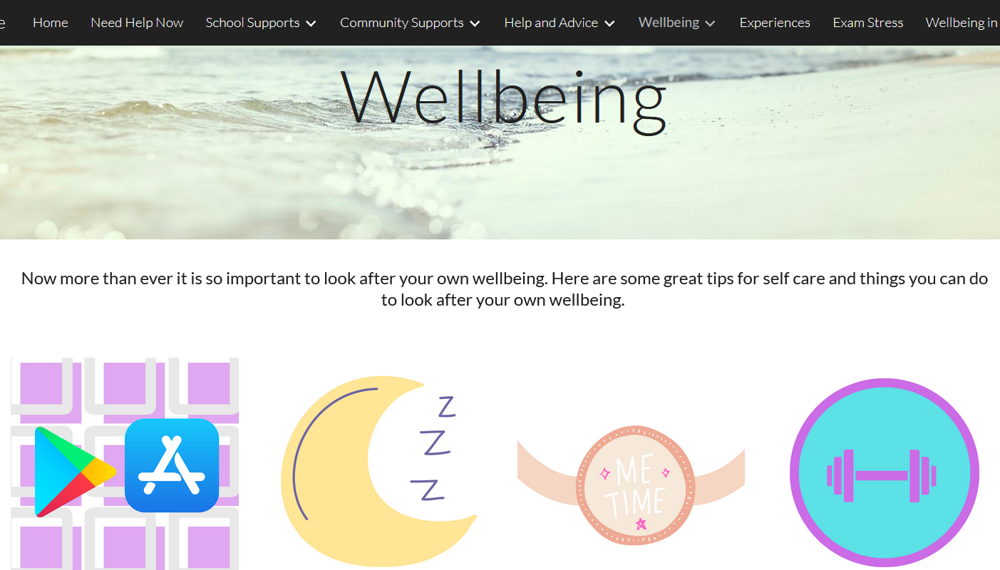 e Home Need Help Now School Supports Community Supports Help and Advice Wellbeing Experiences Exam Stress Wellbeing in
Wellbeing
Now more than ever it is so important to look after your own wellbeing. Here are some great tips for self care and things you can do
to look after your own wellbeing.
Z
Z
Z
ME
TIME